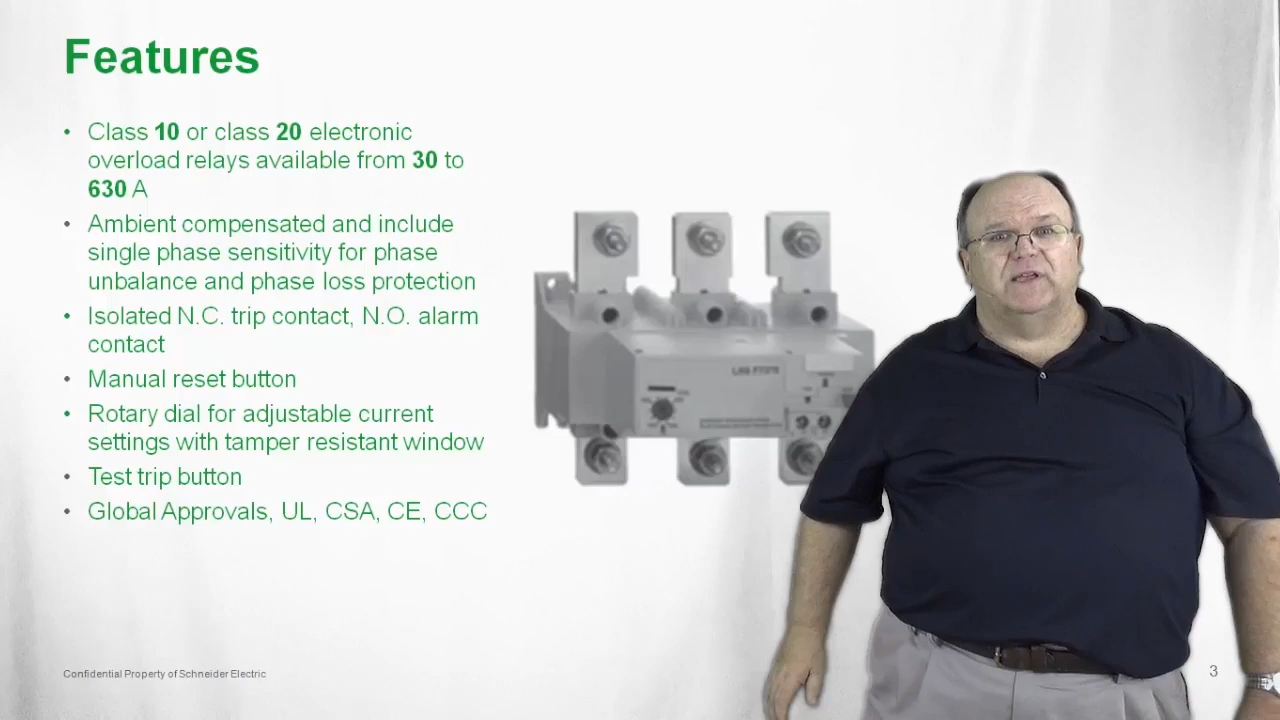 Features
• Class 10 or class 20 electronic
overload relays available from 30 to
630 A
• Ambient compensated and include
single phase sensitivity for phase
unbalance and phase loss protection
• Isolated N.C. trip contact, N.O. alarm
contact
• Manual reset button
• Rotary dial for adjustable current
settings with tamper resistant window
• Test trip button
• Global Approvals, UL, CSA, CE, CCC
Confidential Property of Schneider Electric
3